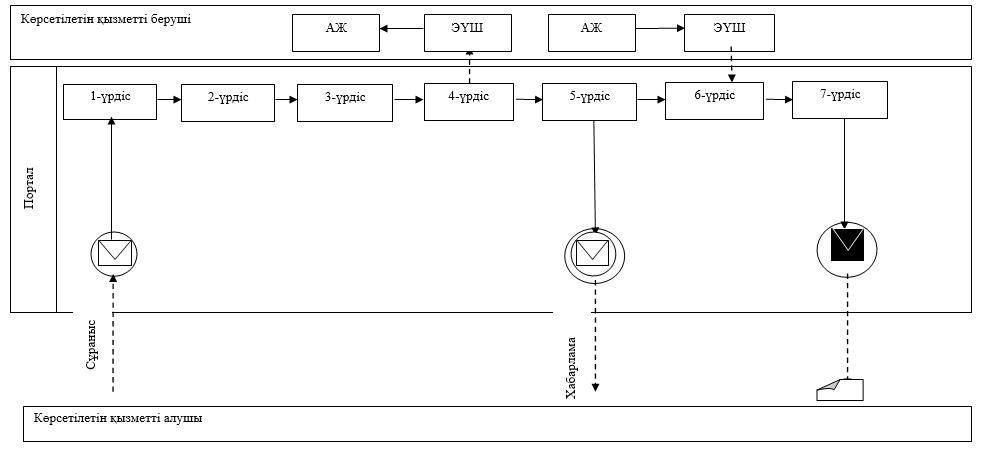 Көрсетілетін қызметті беруші
АЖ
ЭҮШ
АЖ
ЭҮШ
1-үрдіс
2-үрдіс
3-үрдіс
4-үрдіс
5-үрдіс
6-үрдіс
7-үрдіс
Портал
Сұраныс
Хабарлама
Көрсетілетін қызметті алушы